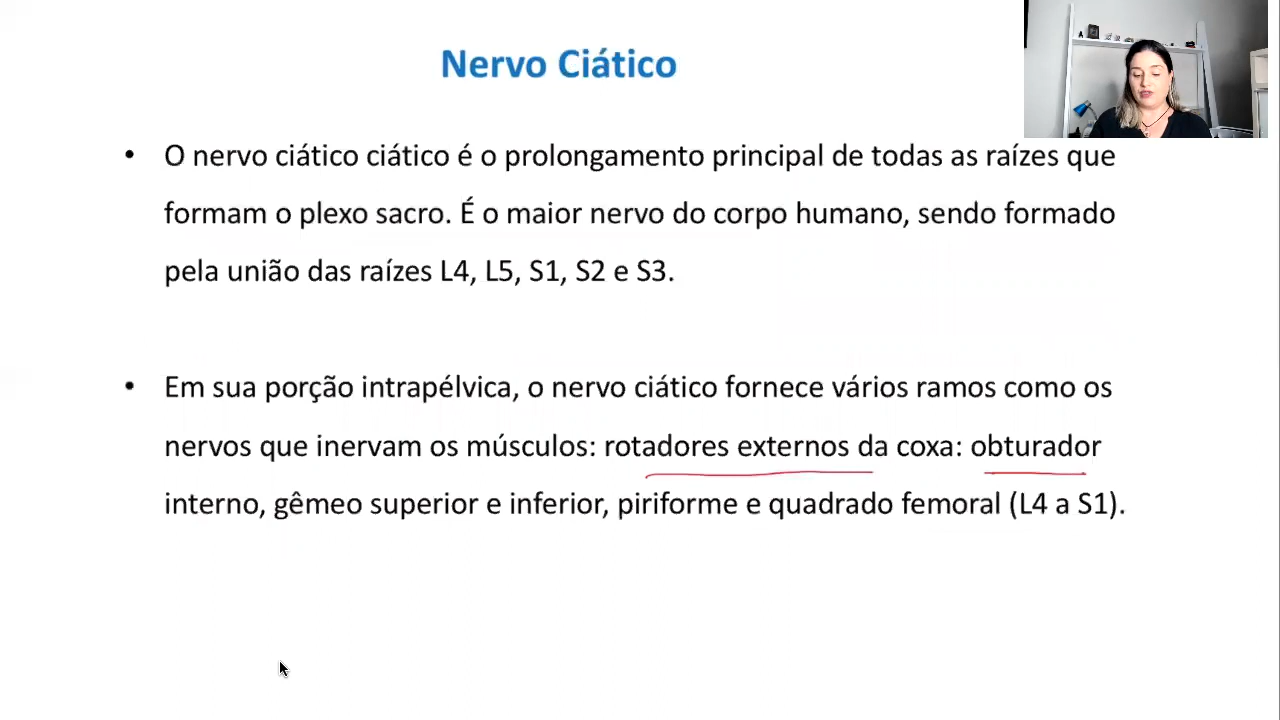 Nervo Ciático
• O nervo ciático ciático é o prolongamento principal de todas as raízes que
formam o plexo sacro. É o maior nervo do corpo humano, sendo formado
pela união das raízes L4, L5, S1, S2 e S3.
• Em sua porção intrapélvica, o nervo ciático fornece vários ramos como os
nervos que inervam os músculos: rotadores externos da coxa: obturador
interno, gêmeo superior e inferior, piriforme e quadrado femoral (L4 a S1).